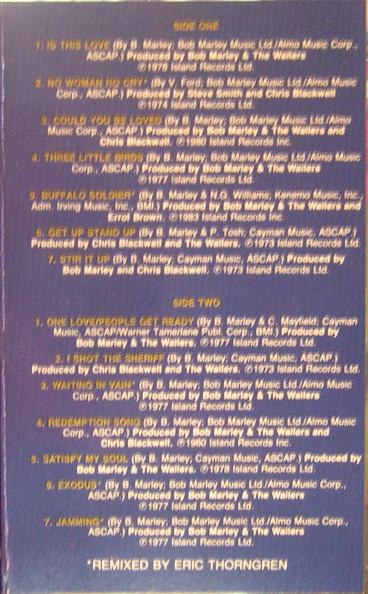 SIDE ONE
1. IS THIS LOVE (By B. Marley; Bob Marley Music Ltd./Almo Music Corp.,
ASCAP.) Produced by Bob Marley & The Wailers
℗1978 Island Records Ltd.
2. NO WOMAN NO CRY* (By V. Ford; Bob Marley Music Ltd./Almo Music
Corp., ASCAP.) Produced by Steve Smith and Chris Blackwell
℗1974 Island Records Ltd.
3. COULD YOU BE LOVED (By B. Marley; Bob Marley Music Ltd./Almo
Music Corp., ASCAP.) Produced by Bob Marley & The Wailers and
Chris Blackwell. ℗1980 Island Records Inc.
4. THREE LITTLE BIRDS (By B. Marley; Bob Marley Music Ltd./Almo Music
Corp., ASCAP.) Produced by Bob Marley & The Wailers
℗1977 Island Records Ltd.
5. BUFFALO SOLDIER* (By B. Marley & N.G. Williams; Kenemo Music, Inc.,
Adm. Irving Music, Inc., BMI.) Produced by Bob Marley & The Wailers and
Errol Brown. ℗1983 Island Records Inc.
6. GET UP STAND UP (By B. Marley & P. Tosh; Cayman Music, ASCAP.)
Produced by Chris Blackwell and The Wailers. ℗1973 Island Records Ltd.
7. STIR IT UP (By B. Marley; Cayman Music, ASCAP.) Produced by
Bob Marley and Chris Blackwell. ℗1973 Island Records Ltd.
SIDE TWO
1. ONE LOVE/PEOPLE GET READY (By B. Marley & C. Mayfield; Cayman
Music, ASCAP/Warner Tamerlane Publ. Corp., BMI.) Produced by
Bob Marley & The Wailers. ℗1977 Island Records Ltd.
2. I SHOT THE SHERIFF (By B. Marley; Cayman Music, ASCAP.)
Produced by Chris Blackwell and The Wailers. ℗1973 Island Records Ltd.
3. WAITING IN VAIN* (By B. Marley; Bob Marley Music Ltd./Almo Music
Corp., ASCAP.) Produced by Bob Marley & The Wailers
℗1977 Island Records Ltd.
4. REDEMPTION SONG (By B. Marley; Bob Marley Music Ltd./Almo Music
Corp., ASCAP.) Produced by Bob Marley & The Wailers and
Chris Blackwell. ℗1980 Island Records Inc.
5. SATISFY MY SOUL (By B. Marley; Cayman Music, ASCAP.) Produced by
Bob Marley & The Wailers. ℗1978 Island Records Ltd.
6. EXODUS* (By B. Marley; Bob Marley Music Ltd./Almo Music Corp.,
ASCAP.) Produced by Bob Marley & The Wailers
℗1977 Island Records Ltd.
7. JAMMING* (By B. Marley; Bob Marley Music Ltd./Almo Music Corp.,
ASCAP.) Produced by Bob Marley & The Wailers
℗1977 Island Records Ltd.
*REMIXED BY ERIC THORNGREN